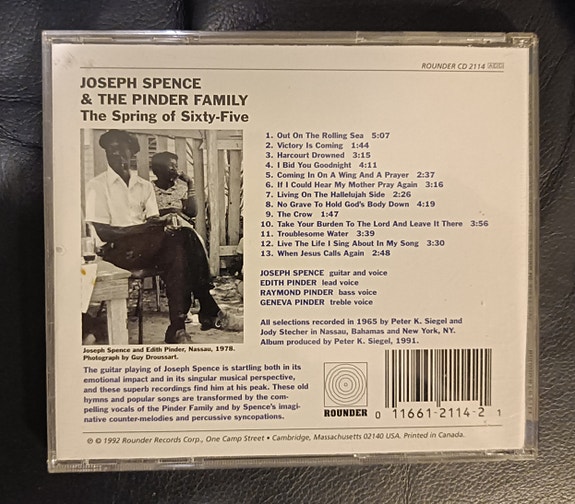 ROUNDER CD 2114 AAD
JOSEPH SPENCE
& THE PINDER FAMILY
The Spring of Sixty-Five
1. Out On The Rolling Sea 5:07
2. Victory Is Coming 1:44
3. Harcourt Drowned 3:15
4. I Bid You Goodnight 4:11
5. Coming In On A Wing And A Prayer 2:37
6. If I Could Hear My Mother Pray Again 3:16
7. Living On The Hallelujah Side 2:26
8. No Grave To Hold God's Body Down 4:19
9. The Crow 1:47
10. Take Your Burden To The Lord And Leave It There 3:56
11. Troublesome Water 3:39
12. Live The Life I Sing About In My Song 3:30
13. When Jesus Calls Again 2:48
JOSEPH SPENCE guitar and voice
EDITH PINDER lead voice
RAYMOND PINDER bass voice
GENEVA PINDER treble voice
All selections recorded in 1965 by Peter K. Siegel and
Jody Stecher in Nassau, Bahamas and New York, NY.
Album produced by Peter K. Siegel, 1991.
Joseph Spence and Edith Pinder, Nassau, 1978.
Photograph by Guy Droussart.
The guitar playing of Joseph Spence is startling both in its
emotional impact and in its singular musical perspective,
and these superb recordings find him at his peak. These old
hymns and popular songs are transformed by the com-
pelling vocals of the Pinder Family and by Spence's imagi-
native counter-melodies and percussive syncopations.
ROUNDER
0 11661-2114-2 1
℗ © 1992 Rounder Records Corp., One Camp Street • Cambridge, Massachusetts 02140 USA. Printed in Canada.